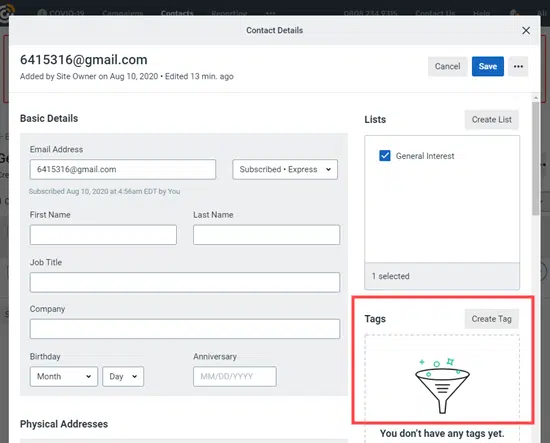 COVID-19 Campaigns Contacts Reporting 0808 234 9316 Contact Us Help
Contact Details
6415316@gmail.com
Added by Site Owner on Aug 10, 2020 • Edited 13 min. ago
Cancel Save
Basic Details
Email Address
6415316@gmail.com Subscribed • Express
Subscribed Aug 10, 2020 at 4:56am EDT by You
First Name Last Name
Job Title
Company
Birthday Anniversary
Month Day MM/DD/YYYY
Physical Addresses
Lists Create List
General Interest
1 selected
Tags Create Tag
You don't have any tags yet.